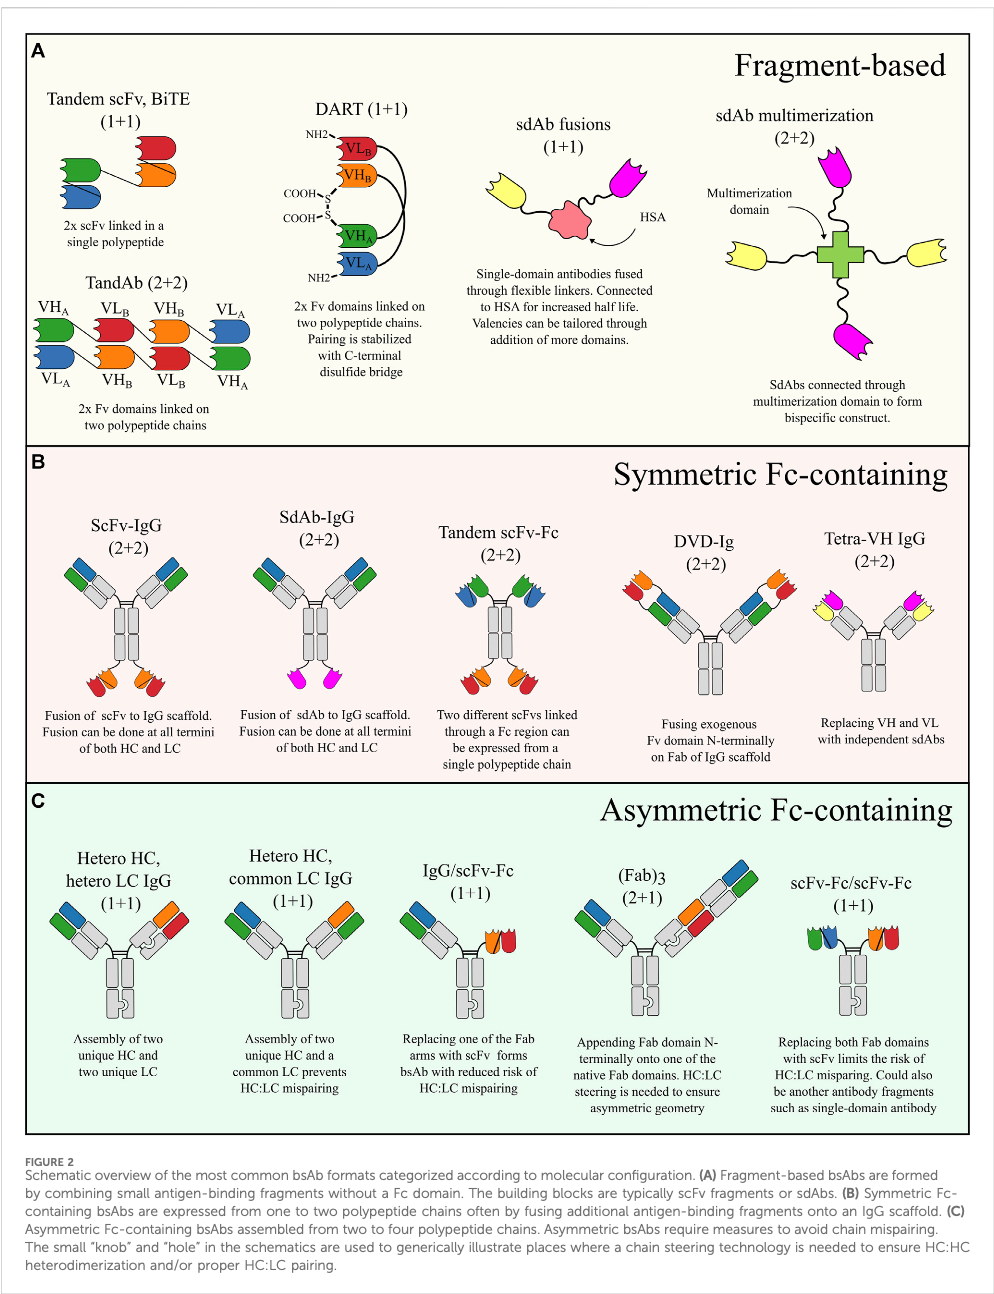 A
Fragment-based
Tandem scFv, BiTE
(1+1)
2x scFv linked in a
single polypeptide
TandAb (2+2)
VHA VLB VHB VLA
VLA VHB VLB VHA
2x Fv domains linked on
two polypeptide chains
DART (1+1)
NH2
VLB
VHB
COOH
S
COOH
S
VHA
VLA
NH2
2x Fv domains linked on
two polypeptide chains.
Pairing is stabilized
with C-terminal
disulfide bridge
sdAb fusions
(1+1)
HSA
Single-domain antibodies fused
through flexible linkers. Connected
to HSA for increased half life.
Valencies can be tailored through
addition of more domains.
sdAb multimerization
(2+2)
Multimerization
domain
SdAbs connected through
multimerization domain to form
bispecific construct.
B
Symmetric Fc-containing
ScFv-IgG
(2+2)
Fusion of scFv to IgG scaffold.
Fusion can be done at all termini
of both HC and LC
SdAb-IgG
(2+2)
Fusion of sdAb to IgG scaffold.
Fusion can be done at all termini
of both HC and LC
Tandem scFv-Fc
(2+2)
Two different scFvs linked
through a Fc region can
be expressed from a
single polypeptide chain
DVD-Ig
(2+2)
Fusing exogenous
Fv domain N-terminally
on Fab of IgG scaffold
Tetra-VH IgG
(2+2)
Replacing VH and VL
with independent sdAbs
C
Asymmetric Fc-containing
Hetero HC,
hetero LC IgG
(1+1)
Assembly of two
unique HC and
two unique LC
Hetero HC,
common LC IgG
(1+1)
Assembly of two
unique HC and a
common LC prevents
HC:LC mispairing
IgG/scFv-Fc
(1+1)
Replacing one of the Fab
arms with scFv forms
bsAb with reduced risk of
HC:LC mispairing
(Fab)3
(2+1)
Appending Fab domain N-
terminally onto one of the
native Fab domains. HC:LC
steering is needed to ensure
asymmetric geometry
scFv-Fc/scFv-Fc
(1+1)
Replacing both Fab domains
with scFv limits the risk of
HC:LC misparing. Could also
be another antibody fragments
such as single-domain antibody
FIGURE 2
Schematic overview of the most common bsAb formats categorized according to molecular configuration. (A) Fragment-based bsAbs are formed
by combining small antigen-binding fragments without a Fc domain. The building blocks are typically scFv fragments or sdAbs. (B) Symmetric Fc-
containing bsAbs are expressed from one to two polypeptide chains often by fusing additional antigen-binding fragments onto an IgG scaffold. (C)
Asymmetric Fc-containing bsAbs assembled from two to four polypeptide chains. Asymmetric bsAbs require measures to avoid chain mispairing.
The small "knob" and "hole" in the schematics are used to generically illustrate places where a chain steering technology is needed to ensure HC:HC
heterodimerization and/or proper HC:LC pairing.